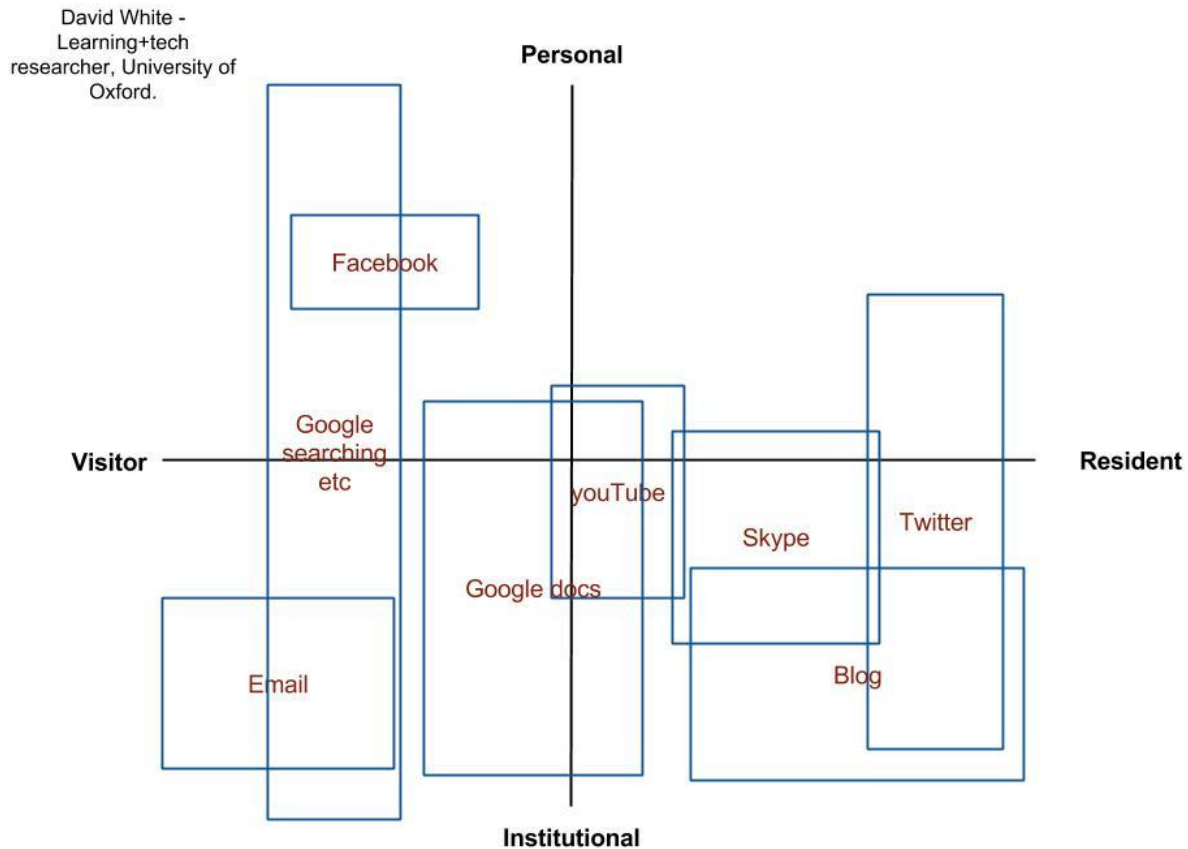 David White -
Learning+tech
researcher, University of
Oxford.
Personal
Facebook
Google
searching
etc
Visitor
Resident
youTube
Twitter
Skype
Google docs
Blog
Email
Institutional